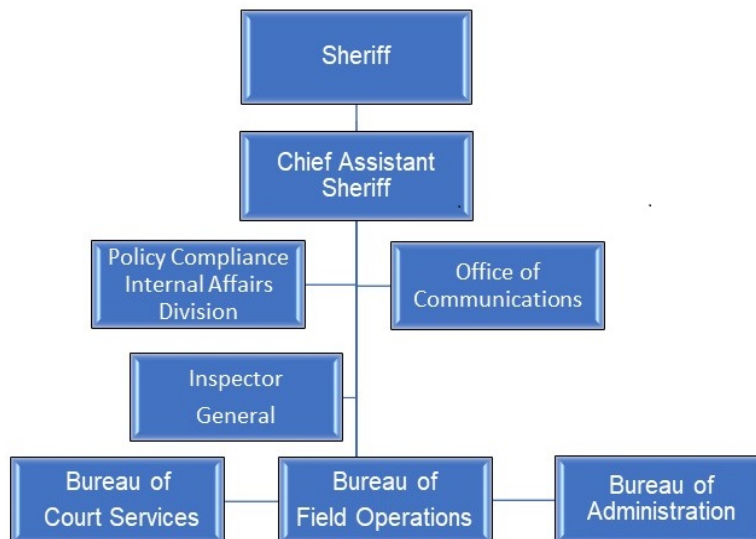 Sheriff
Chief Assistant
Sheriff
Policy Compliance
Internal Affairs
Division
Office of
Communications
Inspector
General
Bureau of
Court Services
Bureau of
Field Operations
Bureau of
Administration